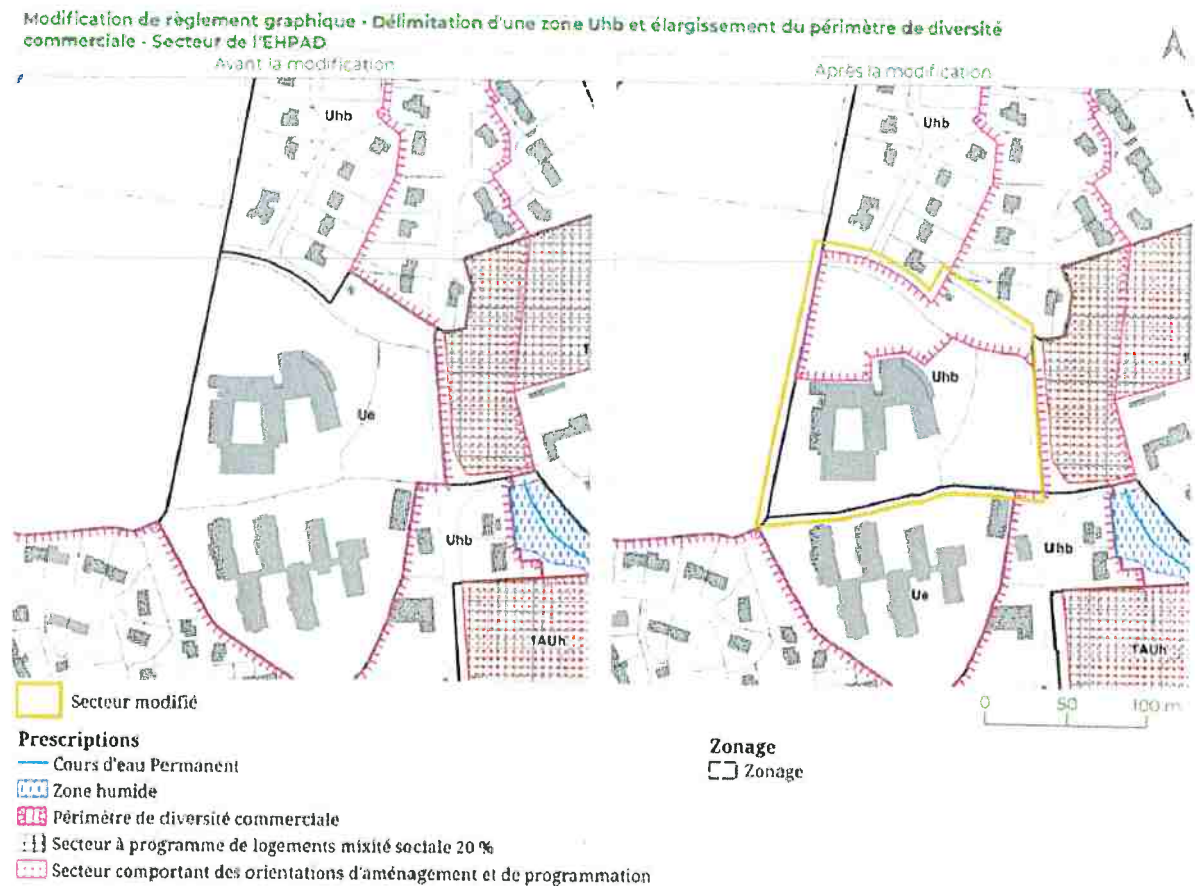 Modification de règlement graphique - Délimitation d'une zone Uhb et élargissement du périmètre de diversité
commerciale - Secteur de l'EHPAD
Avant la modification
Après la modification
Uhb
Ue
Uhb
1AUh
Uhb
Uhb
Uhb
Ue
1AUh
0 50 100 m
Secteur modifié
Prescriptions
Cours d'eau Permanent
Zone humide
Périmètre de diversité commerciale
Secteur à programme de logements mixité sociale 20 %
Secteur comportant des orientations d'aménagement et de programmation
Zonage
Zonage